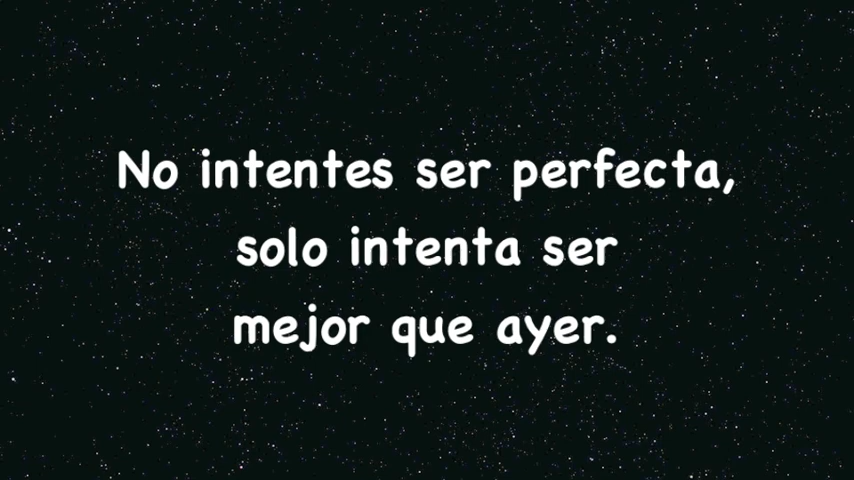 No intentes ser perfecta,
solo intenta ser
mejor que ayer.